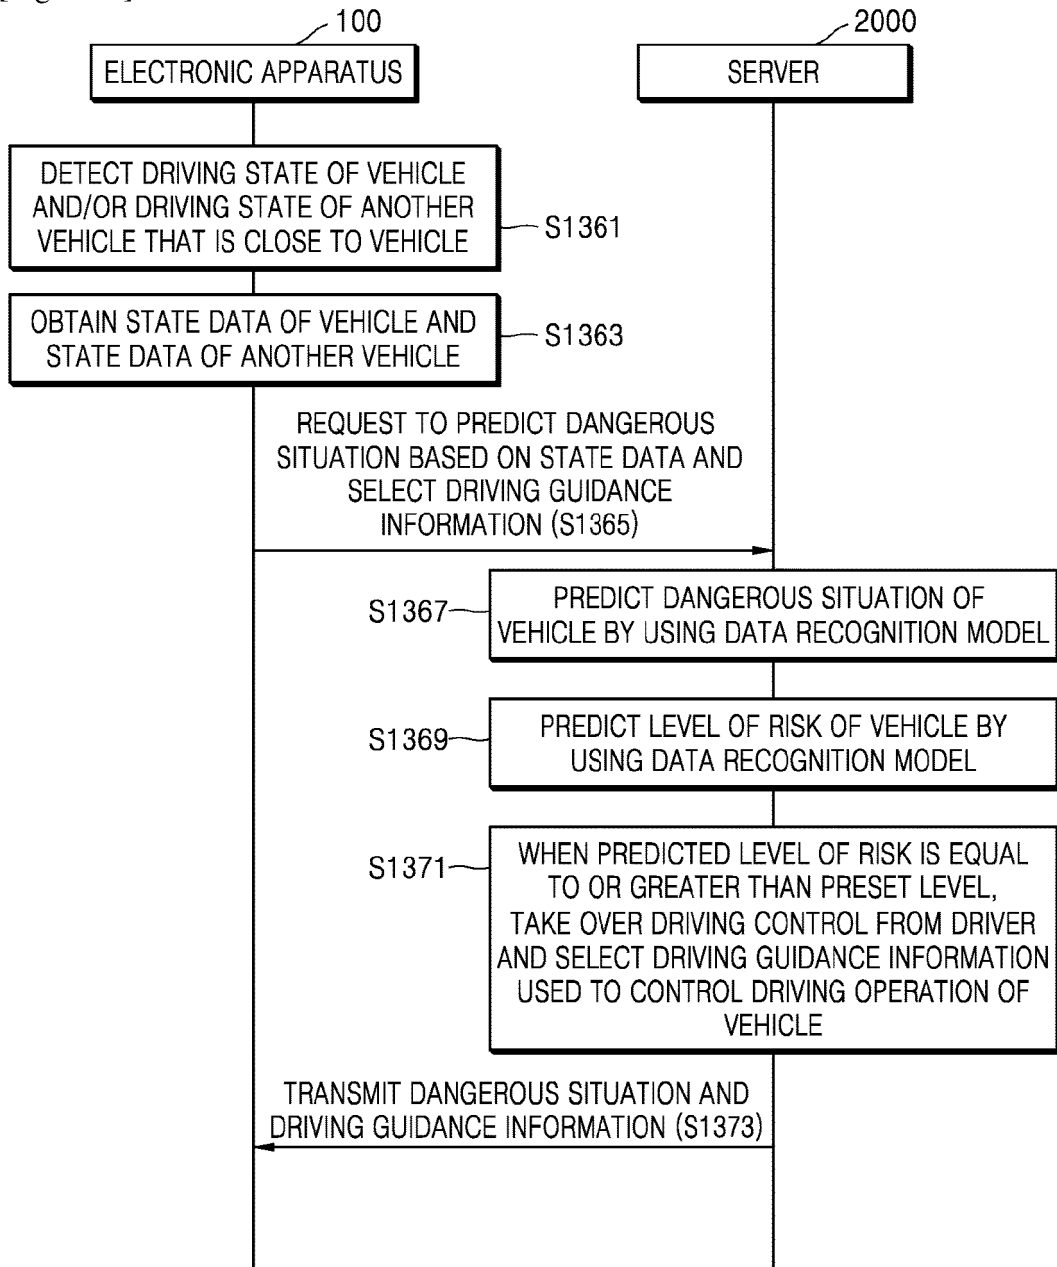 100
2000
ELECTRONIC APPARATUS
SERVER
DETECT DRIVING STATE OF VEHICLE
AND/OR DRIVING STATE OF ANOTHER
VEHICLE THAT IS CLOSE TO VEHICLE
S1361
OBTAIN STATE DATA OF VEHICLE AND
STATE DATA OF ANOTHER VEHICLE
S1363
REQUEST TO PREDICT DANGEROUS
SITUATION BASED ON STATE DATA AND
SELECT DRIVING GUIDANCE
INFORMATION (S1365)
S1367
PREDICT DANGEROUS SITUATION OF
VEHICLE BY USING DATA RECOGNITION MODEL
S1369
PREDICT LEVEL OF RISK OF VEHICLE BY
USING DATA RECOGNITION MODEL
S1371
WHEN PREDICTED LEVEL OF RISK IS EQUAL
TO OR GREATER THAN PRESET LEVEL,
TAKE OVER DRIVING CONTROL FROM DRIVER
AND SELECT DRIVING GUIDANCE INFORMATION
USED TO CONTROL DRIVING OPERATION OF
VEHICLE
TRANSMIT DANGEROUS SITUATION AND
DRIVING GUIDANCE INFORMATION (S1373)